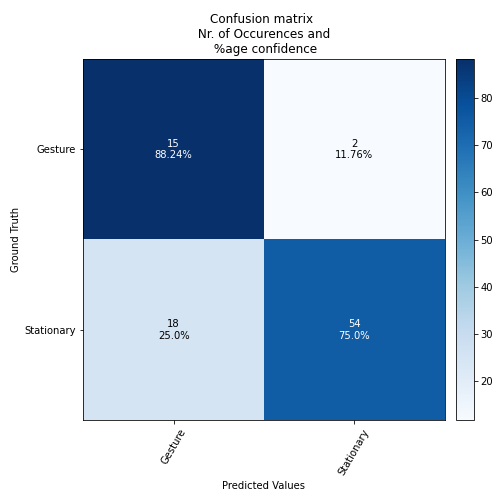 Confusion matrix
Nr. of Occurences and
%age confidence
Ground Truth
Gesture
15
88.24%
2
11.76%
Stationary
18
25.0%
54
75.0%
Gesture
Stationary
Predicted Values
80
70
60
50
40
30
20